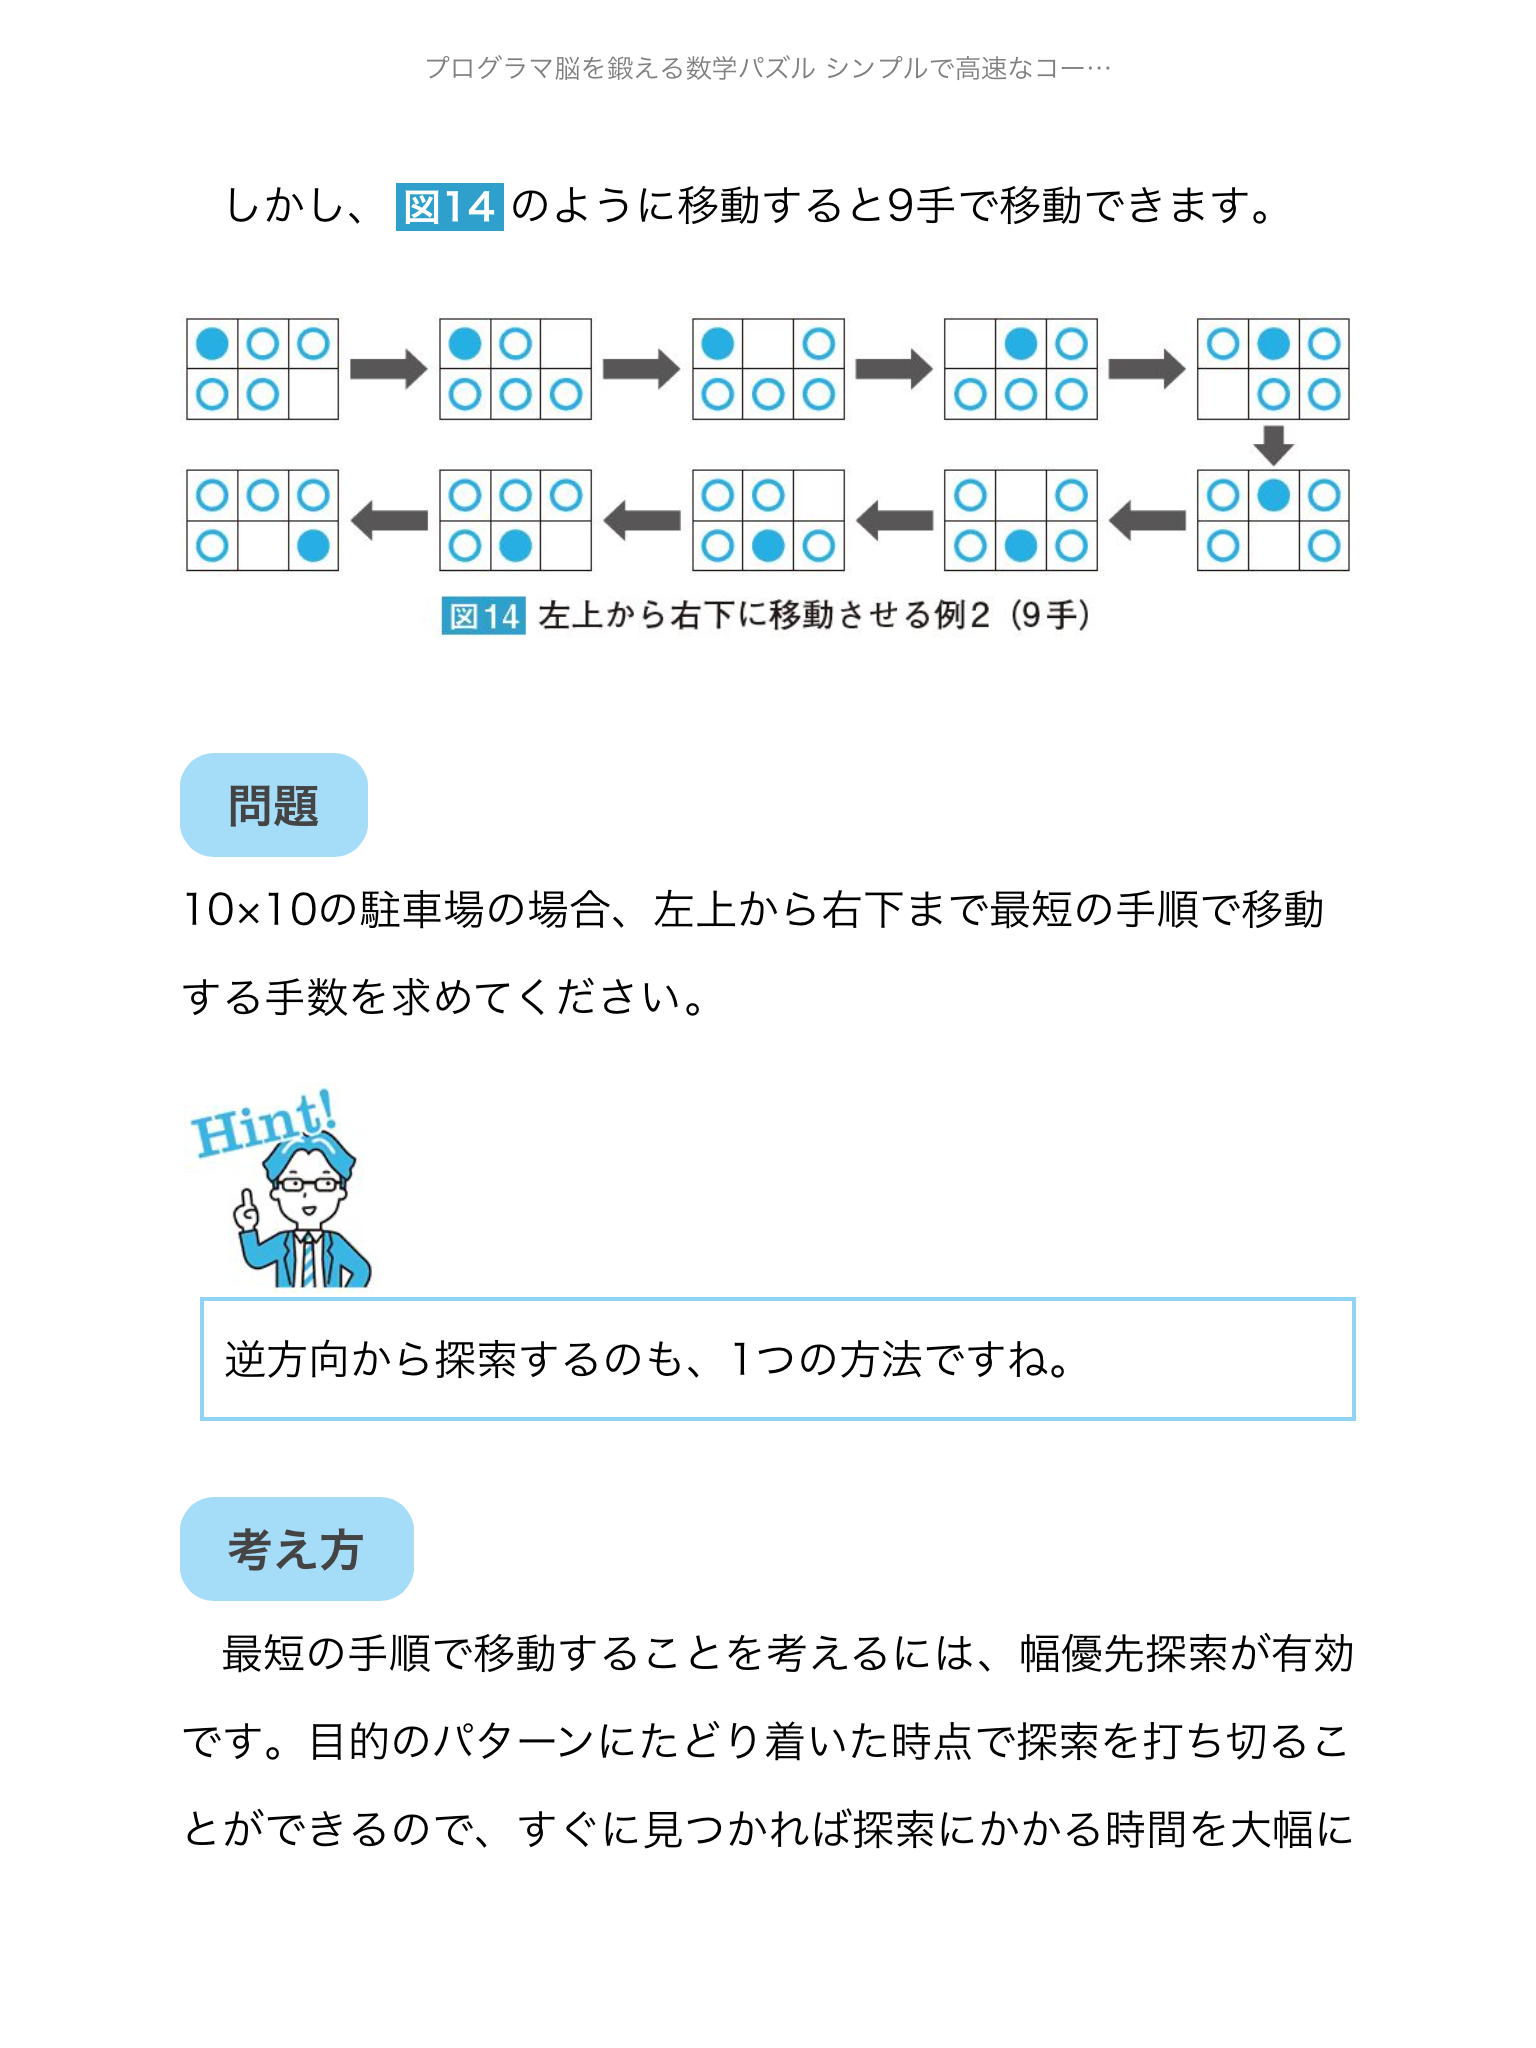 プログラマ脳を鍛える数学パズル シンプルで高速なコー…
しかし、図14のように移動すると9手で移動できます。
図14 左上から右下に移動させる例2（9手）
問題
10×10の駐車場の場合、左上から右下まで最短の手順で移動
する手数を求めてください。
Hint!
逆方向から探索するのも、1つの方法ですね。
考え方
最短の手順で移動することを考えるには、幅優先探索が有効
です。目的のパターンにたどり着いた時点で探索を打ち切るこ
とができるので、すぐに見つかれば探索にかかる時間を大幅に